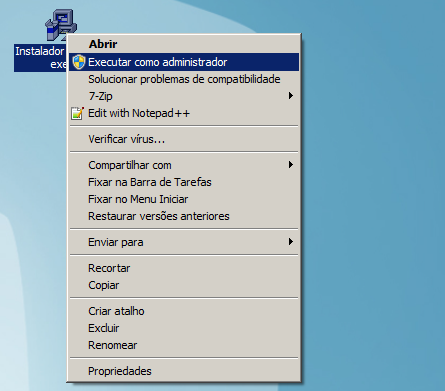 Instalador
exe
Abrir
Executar como administrador
Solucionar problemas de compatibilidade
7-Zip
Edit with Notepad++
Verificar vírus...
Compartilhar com
Fixar na Barra de Tarefas
Fixar no Menu Iniciar
Restaurar versões anteriores
Enviar para
Recortar
Copiar
Criar atalho
Excluir
Renomear
Propriedades